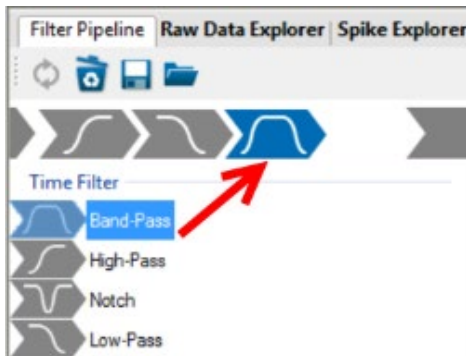 Filter Pipeline Raw Data Explorer Spike Explorer
Time Filter
Band-Pass
High-Pass
Notch
Low-Pass